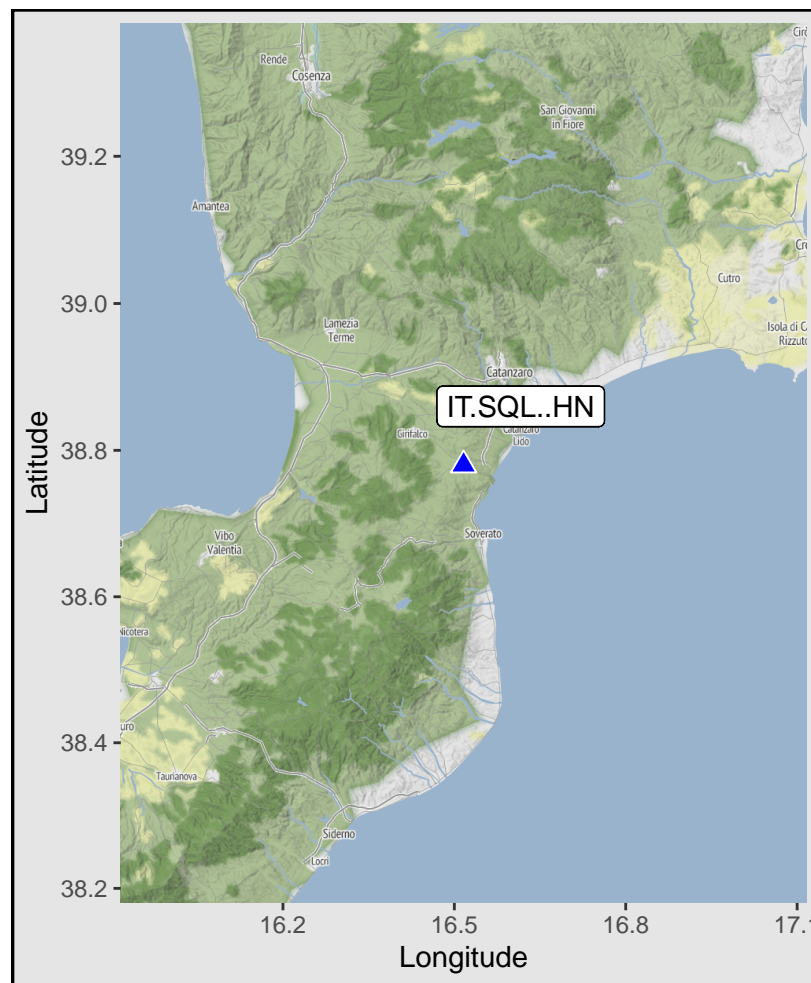 Rende
Cosenza
San Giovanni
in Fiore
39.2
Amantea
39.0
Cutro
Isola di
Rizzuto
Lamezia
Terme
Catanzaro
IT.SQL..HN
Girifalco
Catanzaro
Lido
Latitude
38.8
Vibo
Valentia
Soverato
38.6
Nicotera
38.4
Taurianova
Siderno
Locri
38.2
16.2
16.5
16.8
17.1
Longitude